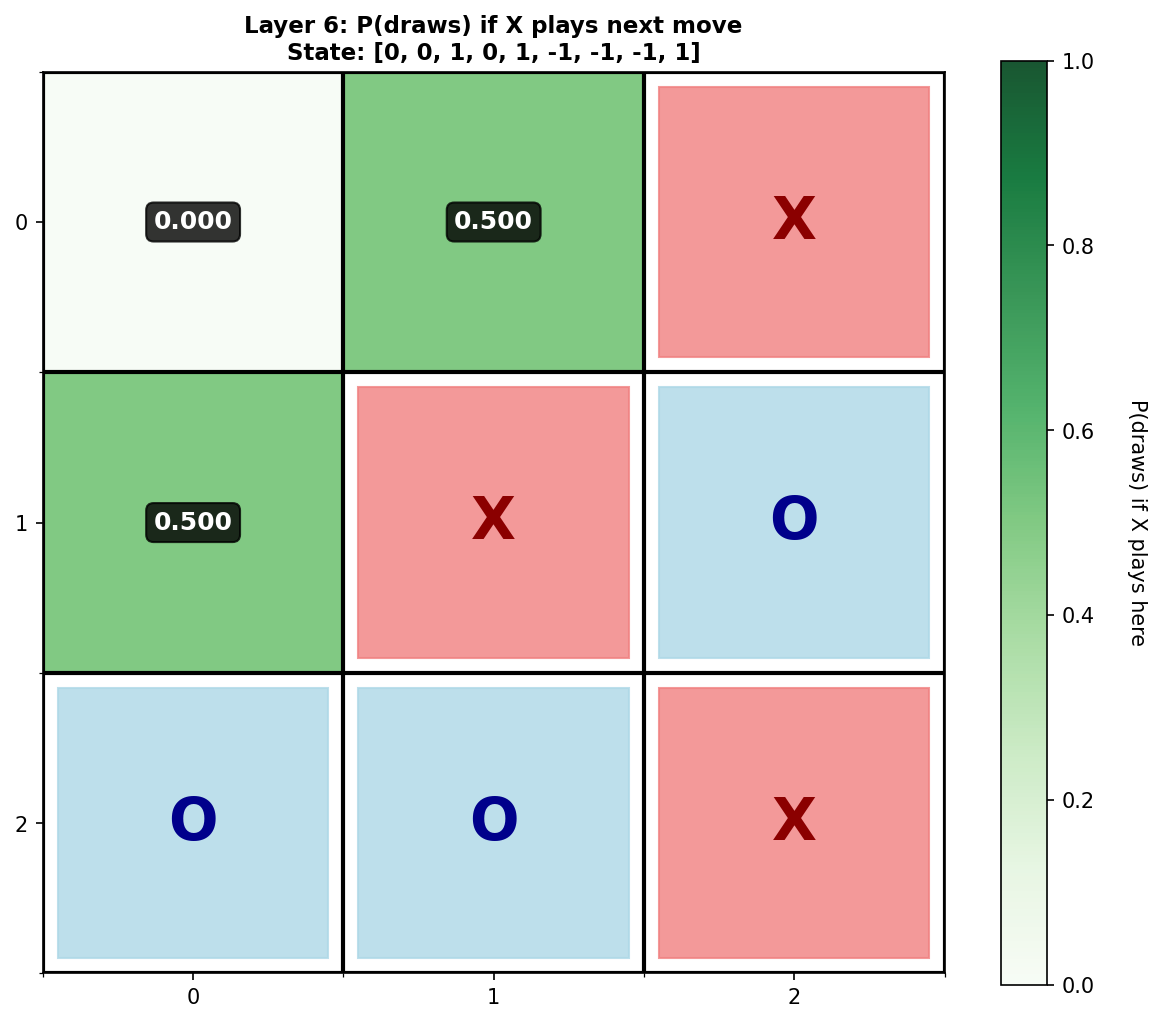 Layer 6: P(draws) if X plays next move
State: [0, 0, 1, 0, 1, -1, -1, -1, 1]
0.000
0.500
X
0
0.500
X
O
1
O
O
X
2
0
1
2
1.0
0.8
0.6
0.4
0.2
0.0
P(draws) if X plays here